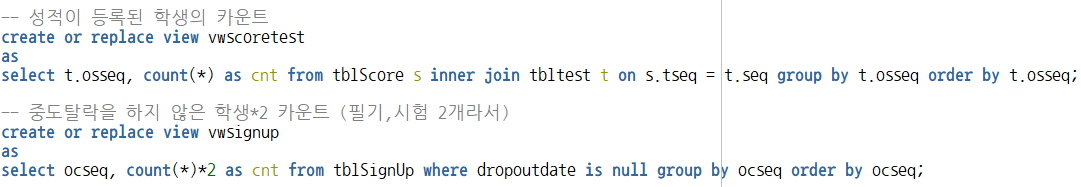 -- 성적이 등록된 학생의 카운트
create or replace view vwscoretest
as
select t.osseq, count(*) as cnt from tblScore s inner join tbltest t on s.tseq = t.seq group by t.osseq order by t.osseq;
-- 중도탈락을 하지 않은 학생*2 카운트 (필기,시험 2개라서)
create or replace view vwsignup
as
select ocseq, count(*)*2 as cnt from tblSignUp where dropoutdate is null group by ocseq order by ocseq;